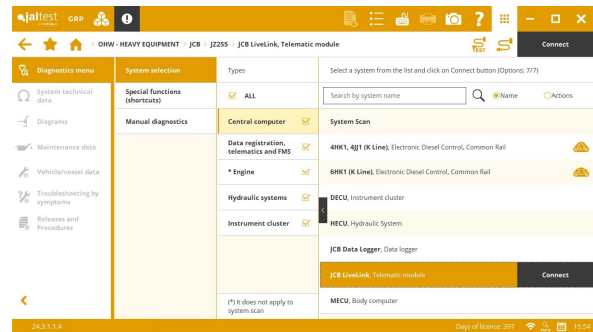 jaltest GRP
?
OHW - HEAVY EQUIPMENT > JCB > JZ255 > JCB LiveLink, Telematic module
TEST
Connect
Diagnostics menu
System technical data
Diagrams
Maintenance data
Vehicle/vessel data
Troubleshooting by symptoms
Releases and Procedures
System selection
Special functions (shortcuts)
Manual diagnostics
Types
ALL
Central computer
Data registration, telematics and FMS
* Engine
Hydraulic systems
Instrument cluster
(*) It does not apply to system scan
Select a system from the list and click on Connect button (Options: 7/7)
Search by system name
Name
Actions
System Scan
4HK1, 4JJ1 (K Line), Electronic Diesel Control, Common Rail
6HK1 (K Line), Electronic Diesel Control, Common Rail
DECU, Instrument cluster
HECU, Hydraulic System
JCB Data Logger, Data logger
JCB LiveLink, Telematic module
Connect
MECU, Body computer
24.3.1.1.4
Days of licence: 397
15:54